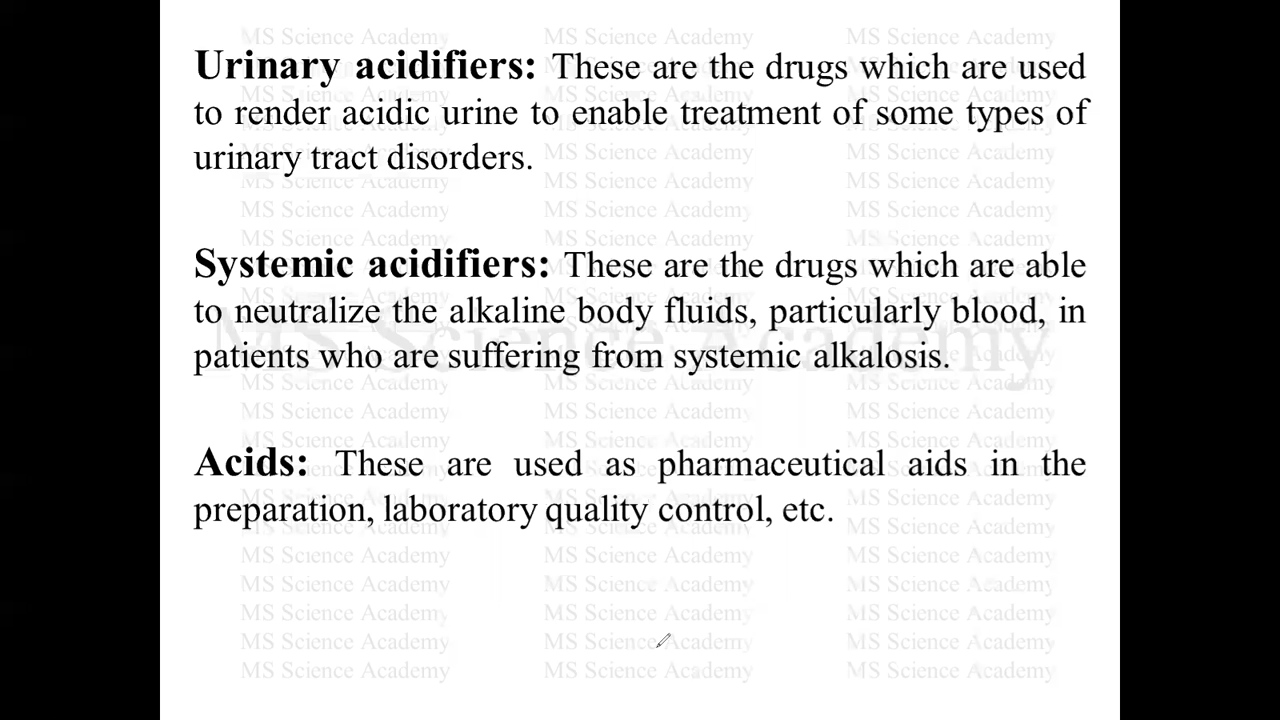 Urinary acidifiers: These are the drugs which are used
to render acidic urine to enable treatment of some types of
urinary tract disorders.
Systemic acidifiers: These are the drugs which are able
to neutralize the alkaline body fluids, particularly blood, in
patients who are suffering from systemic alkalosis.
Acids: These are used as pharmaceutical aids in the
preparation, laboratory quality control, etc.
MS Science Academy